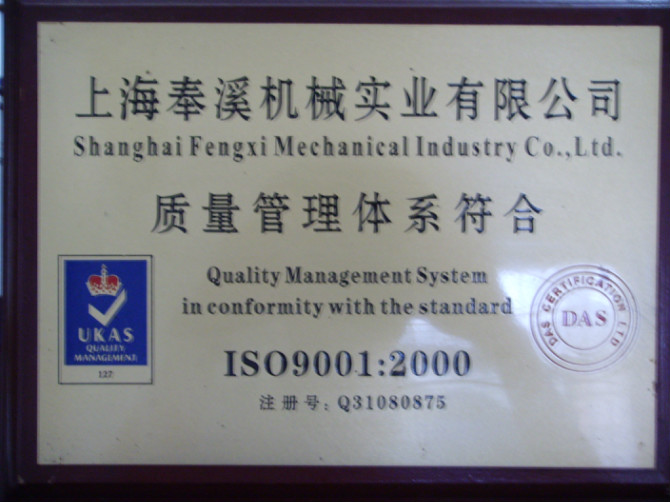 上海奉溪机械实业有限公司
Shanghai Fengxi Mechanical Industry Co.,Ltd.
质量管理体系符合
Quality Management System
in conformity with the standard
ISO9001:2000
注册号: Q31080875
UKAS
QUALITY
MANAGEMENT
127
DAS CERTIFICATION LTD
DAS